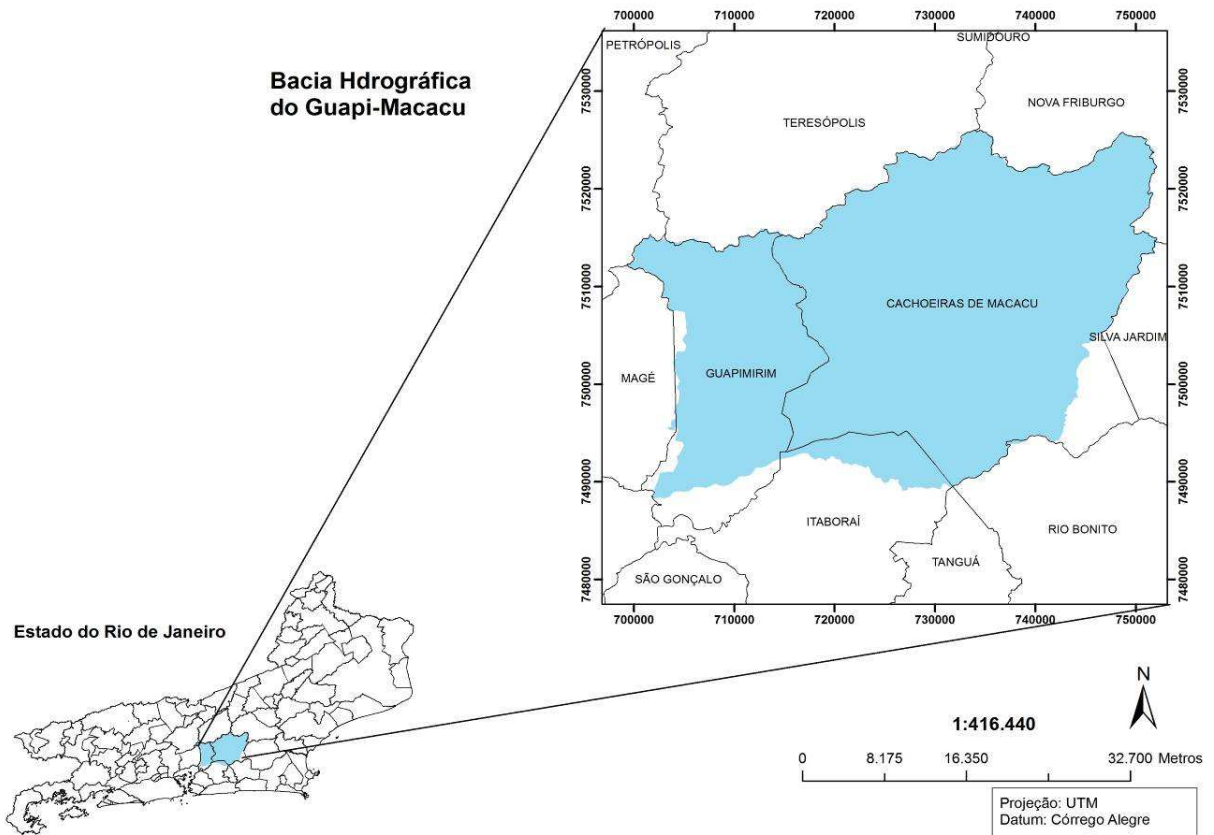 700000 710000 720000 730000 740000 750000
PETRÓPOLIS
SUMIDOURO
Bacia Hdrográfica
do Guapi-Macacu
7530000
7530000
NOVA FRIBURGO
TERESÓPOLIS
7520000
7520000
7510000
7510000
CACHOEIRAS DE MACACU
SILVA JARDIM
MAGÉ
GUAPIMIRIM
7500000
7500000
7490000
7490000
ITABORAÍ
RIO BONITO
TANGUÁ
SÃO GONÇALO
7480000
7480000
700000 710000 720000 730000 740000 750000
Estado do Rio de Janeiro
N
1:416.440
0 8.175 16.350 32.700 Metros
Projeção: UTM
Datum: Córrego Alegre